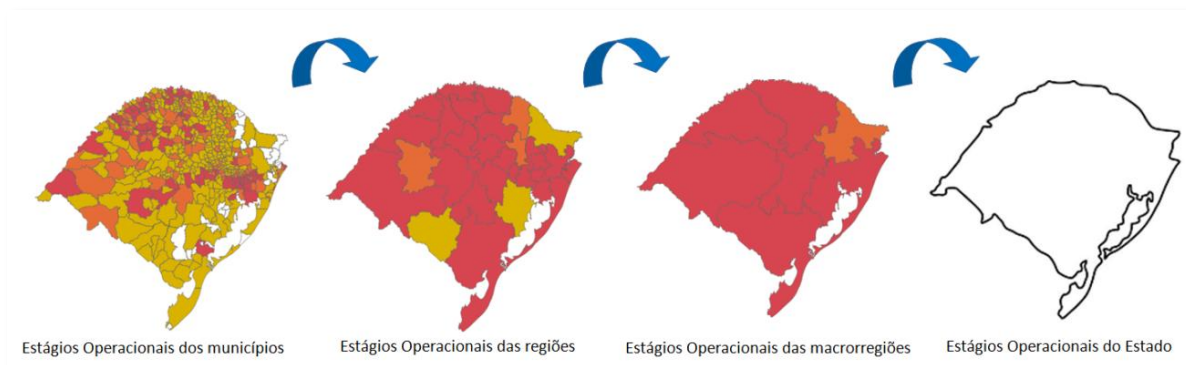 Estágios Operacionais dos municípios
Estágios Operacionais das regiões
Estágios Operacionais das macrorregiões
Estágios Operacionais do Estado